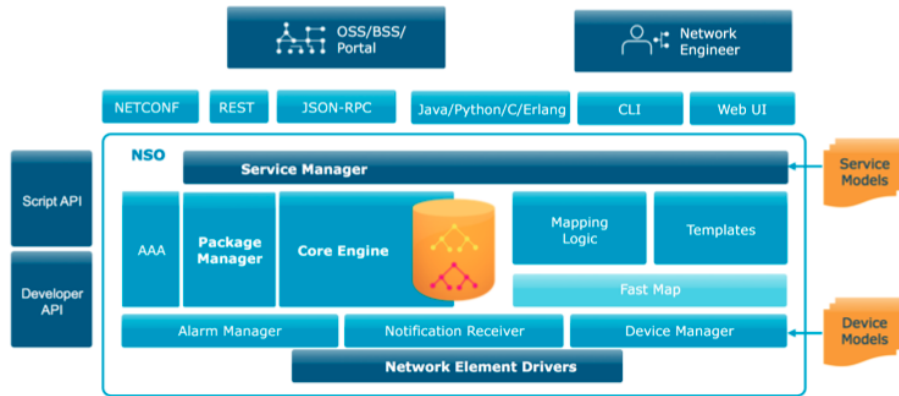 OSS/BSS/
Portal
Network
Engineer
NETCONF
REST
JSON-RPC
Java/Python/C/Erlang
CLI
Web UI
NSO
Service Manager
Service
Models
Script API
AAA
Package
Manager
Core Engine
Mapping
Logic
Templates
Developer
API
Fast Map
Alarm Manager
Notification Receiver
Device Manager
Device
Models
Network Element Drivers